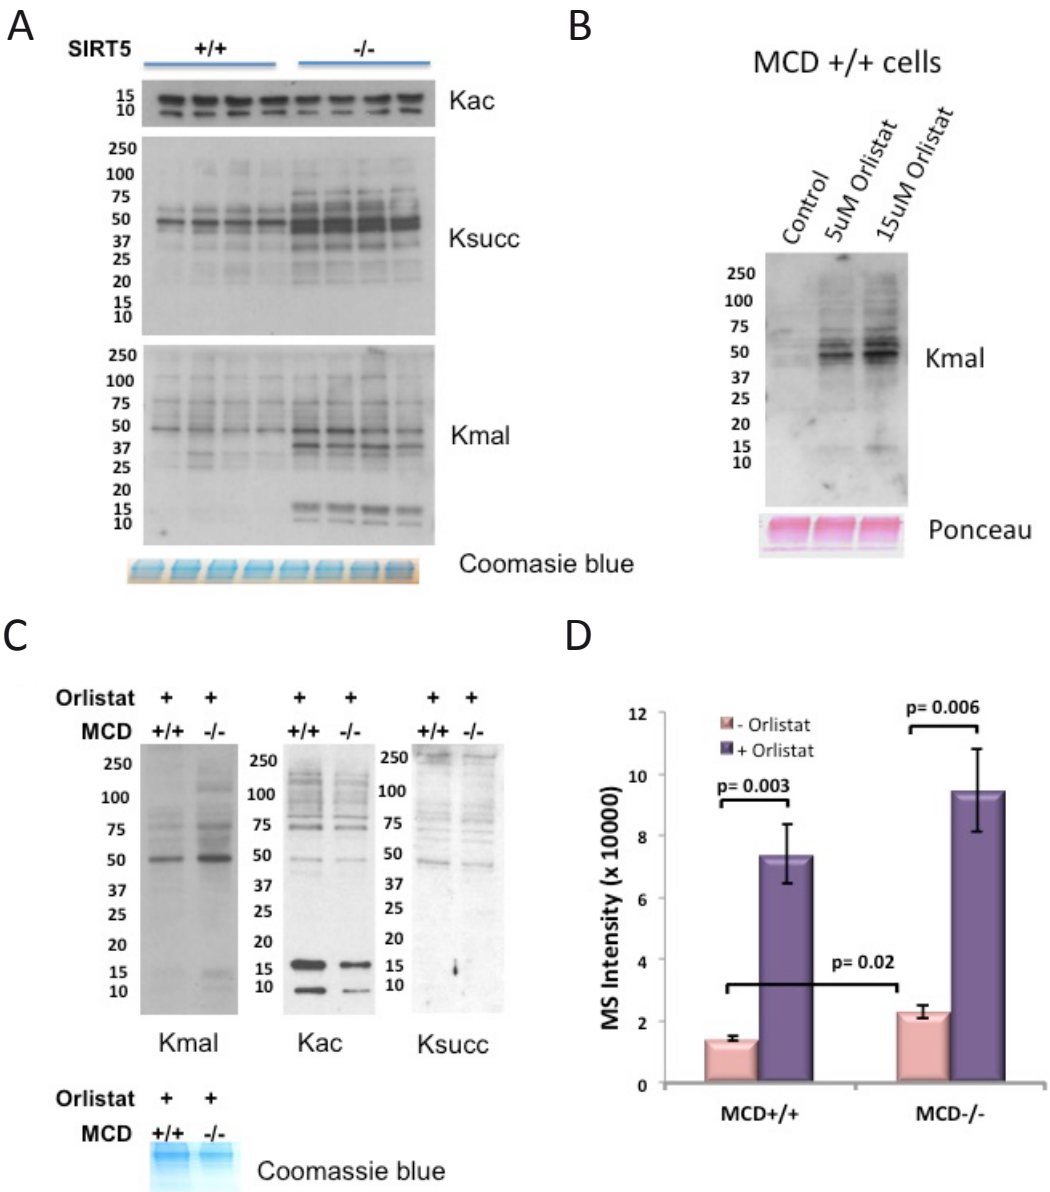 A
SIRT5 +/+ -/-
15
10
Kac
250
100
75
50
37
25
20
15
10
Ksucc
250
100
75
50
37
25
20
15
10
Kmal
Coomasie blue
B
MCD +/+ cells
Control
5uM Orlistat
15uM Orlistat
250
100
75
50
37
25
20
15
10
Kmal
Ponceau
C
Orlistat + + + + + +
MCD +/+ -/- +/+ -/- +/+ -/-
250
100
75
50
37
25
20
15
10
Kmal
250
100
75
50
37
25
20
15
10
Kac
250
100
75
50
37
25
20
15
10
Ksucc
Orlistat + +
MCD +/+ -/-
Coomassie blue
D
MS Intensity (x 10000)
12
10
8
6
4
2
0
- Orlistat
+ Orlistat
p= 0.003
p= 0.006
p= 0.02
MCD+/+ MCD-/-